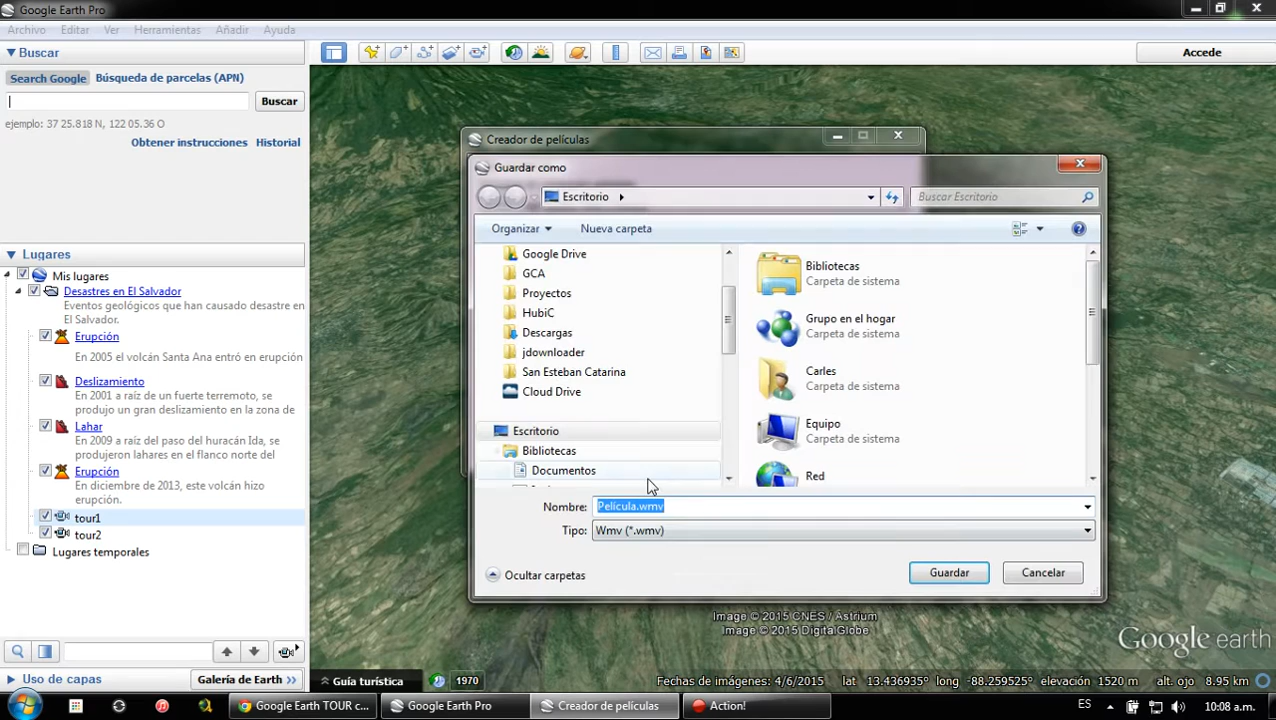 Google Earth Pro
Archivo Editar Ver Herramientas Añadir Ayuda
Buscar
Search Google Búsqueda de parcelas (APN)
Buscar
ejemplo: 37 25.818 N, 122 05.36 O
Obtener instrucciones Historial
Accede
Lugares
Mis lugares
Desastres en El Salvador
Eventos geológicos que han causado desastre en
El Salvador.
Erupción
En 2005 el volcán Santa Ana entró en erupción
Deslizamiento
En 2001 a raíz de un fuerte terremoto, se
produjo un gran deslizamiento en la zona de
Lahar
En 2009 a raíz del paso del huracán Ida, se
produjeron lahares en el flanco norte del
Erupción
En diciembre de 2013, este volcán hizo
erupción.
tour1
tour2
Lugares temporales
Uso de capas
Galería de Earth >>
Creador de películas
Guardar como
Escritorio
Buscar Escritorio
Organizar Nueva carpeta
Google Drive
GCA
Proyectos
HubiC
Descargas
jdownloader
San Esteban Catarina
Cloud Drive
Escritorio
Bibliotecas
Documentos
Bibliotecas
Carpeta de sistema
Grupo en el hogar
Carpeta de sistema
Carles
Carpeta de sistema
Equipo
Carpeta de sistema
Red
Nombre: Película.wmv
Tipo: Wmv (*.wmv)
Ocultar carpetas
Guardar Cancelar
Image © 2015 CNES / Astrium
Image © 2015 DigitalGlobe
Google earth
Guía turística 1970 Fechas de imágenes: 4/6/2015 lat 13.436935° long -88.259525° elevación 1520 m alt. ojo 8.95 km
Google Earth TOUR c... Google Earth Pro Creador de películas Action! ES 10:08 a.m.